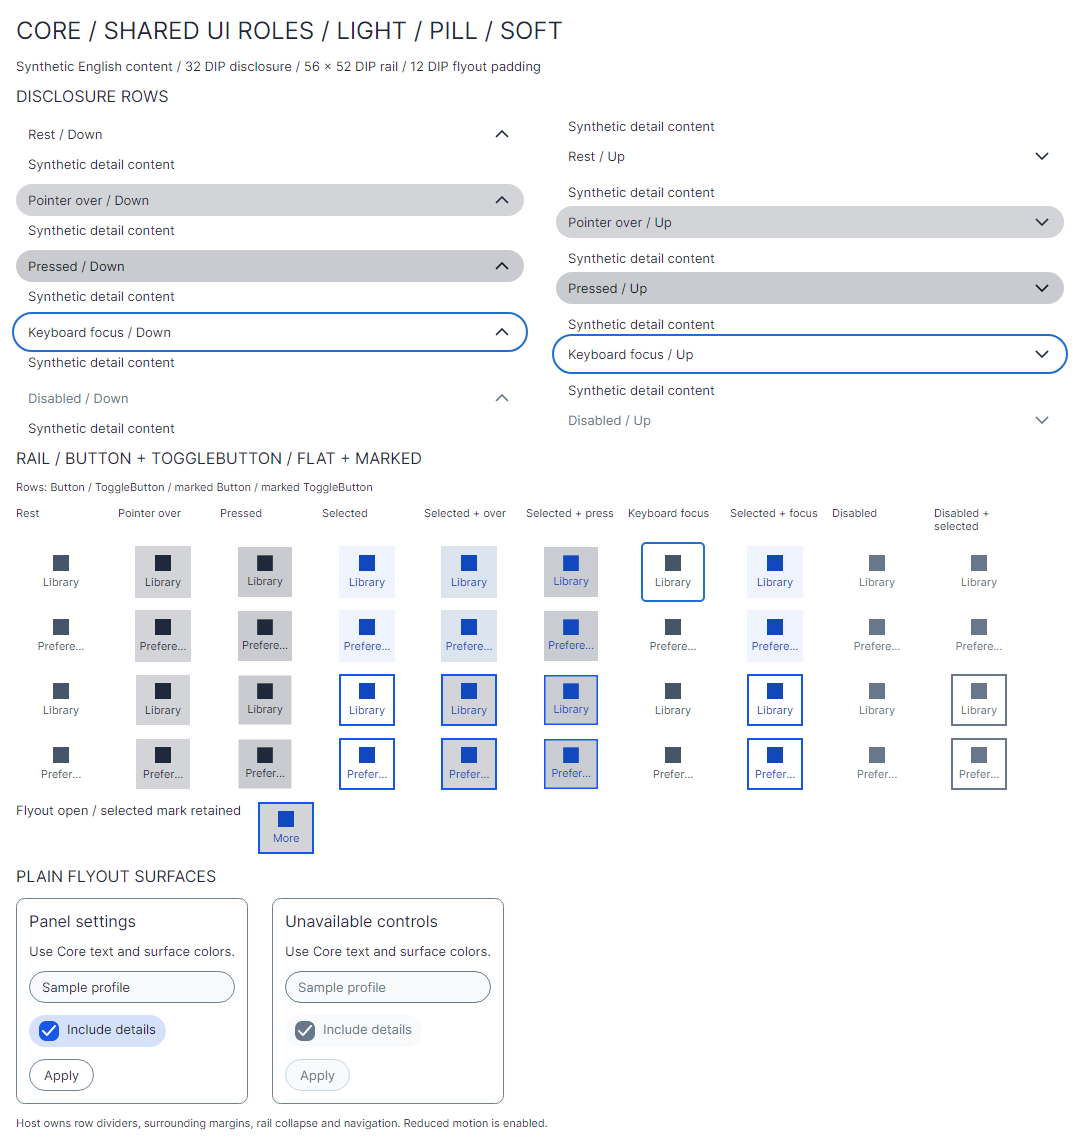 CORE / SHARED UI ROLES / LIGHT / PILL / SOFT
Synthetic English content / 32 DIP disclosure / 56 × 52 DIP rail / 12 DIP flyout padding
DISCLOSURE ROWS
Rest / Down
Synthetic detail content
Pointer over / Down
Synthetic detail content
Pressed / Down
Synthetic detail content
Keyboard focus / Down
Synthetic detail content
Disabled / Down
Synthetic detail content
Synthetic detail content
Rest / Up
Synthetic detail content
Pointer over / Up
Synthetic detail content
Pressed / Up
Synthetic detail content
Keyboard focus / Up
Synthetic detail content
Disabled / Up
RAIL / BUTTON + TOGGLEBUTTON / FLAT + MARKED
Rows: Button / ToggleButton / marked Button / marked ToggleButton
Rest Pointer over Pressed Selected Selected + over Selected + press Keyboard focus Selected + focus Disabled Disabled + selected
Library Library Library Library Library Library Library Library Library Library
Prefere... Prefere... Prefere... Prefere... Prefere... Prefere... Prefere... Prefere... Prefere... Prefere...
Library Library Library Library Library Library Library Library Library Library
Prefer... Prefer... Prefer... Prefer... Prefer... Prefer... Prefer... Prefer... Prefer... Prefer...
Flyout open / selected mark retained
More
PLAIN FLYOUT SURFACES
Panel settings
Use Core text and surface colors.
Sample profile
Include details
Apply
Unavailable controls
Use Core text and surface colors.
Sample profile
Include details
Apply
Host owns row dividers, surrounding margins, rail collapse and navigation. Reduced motion is enabled.